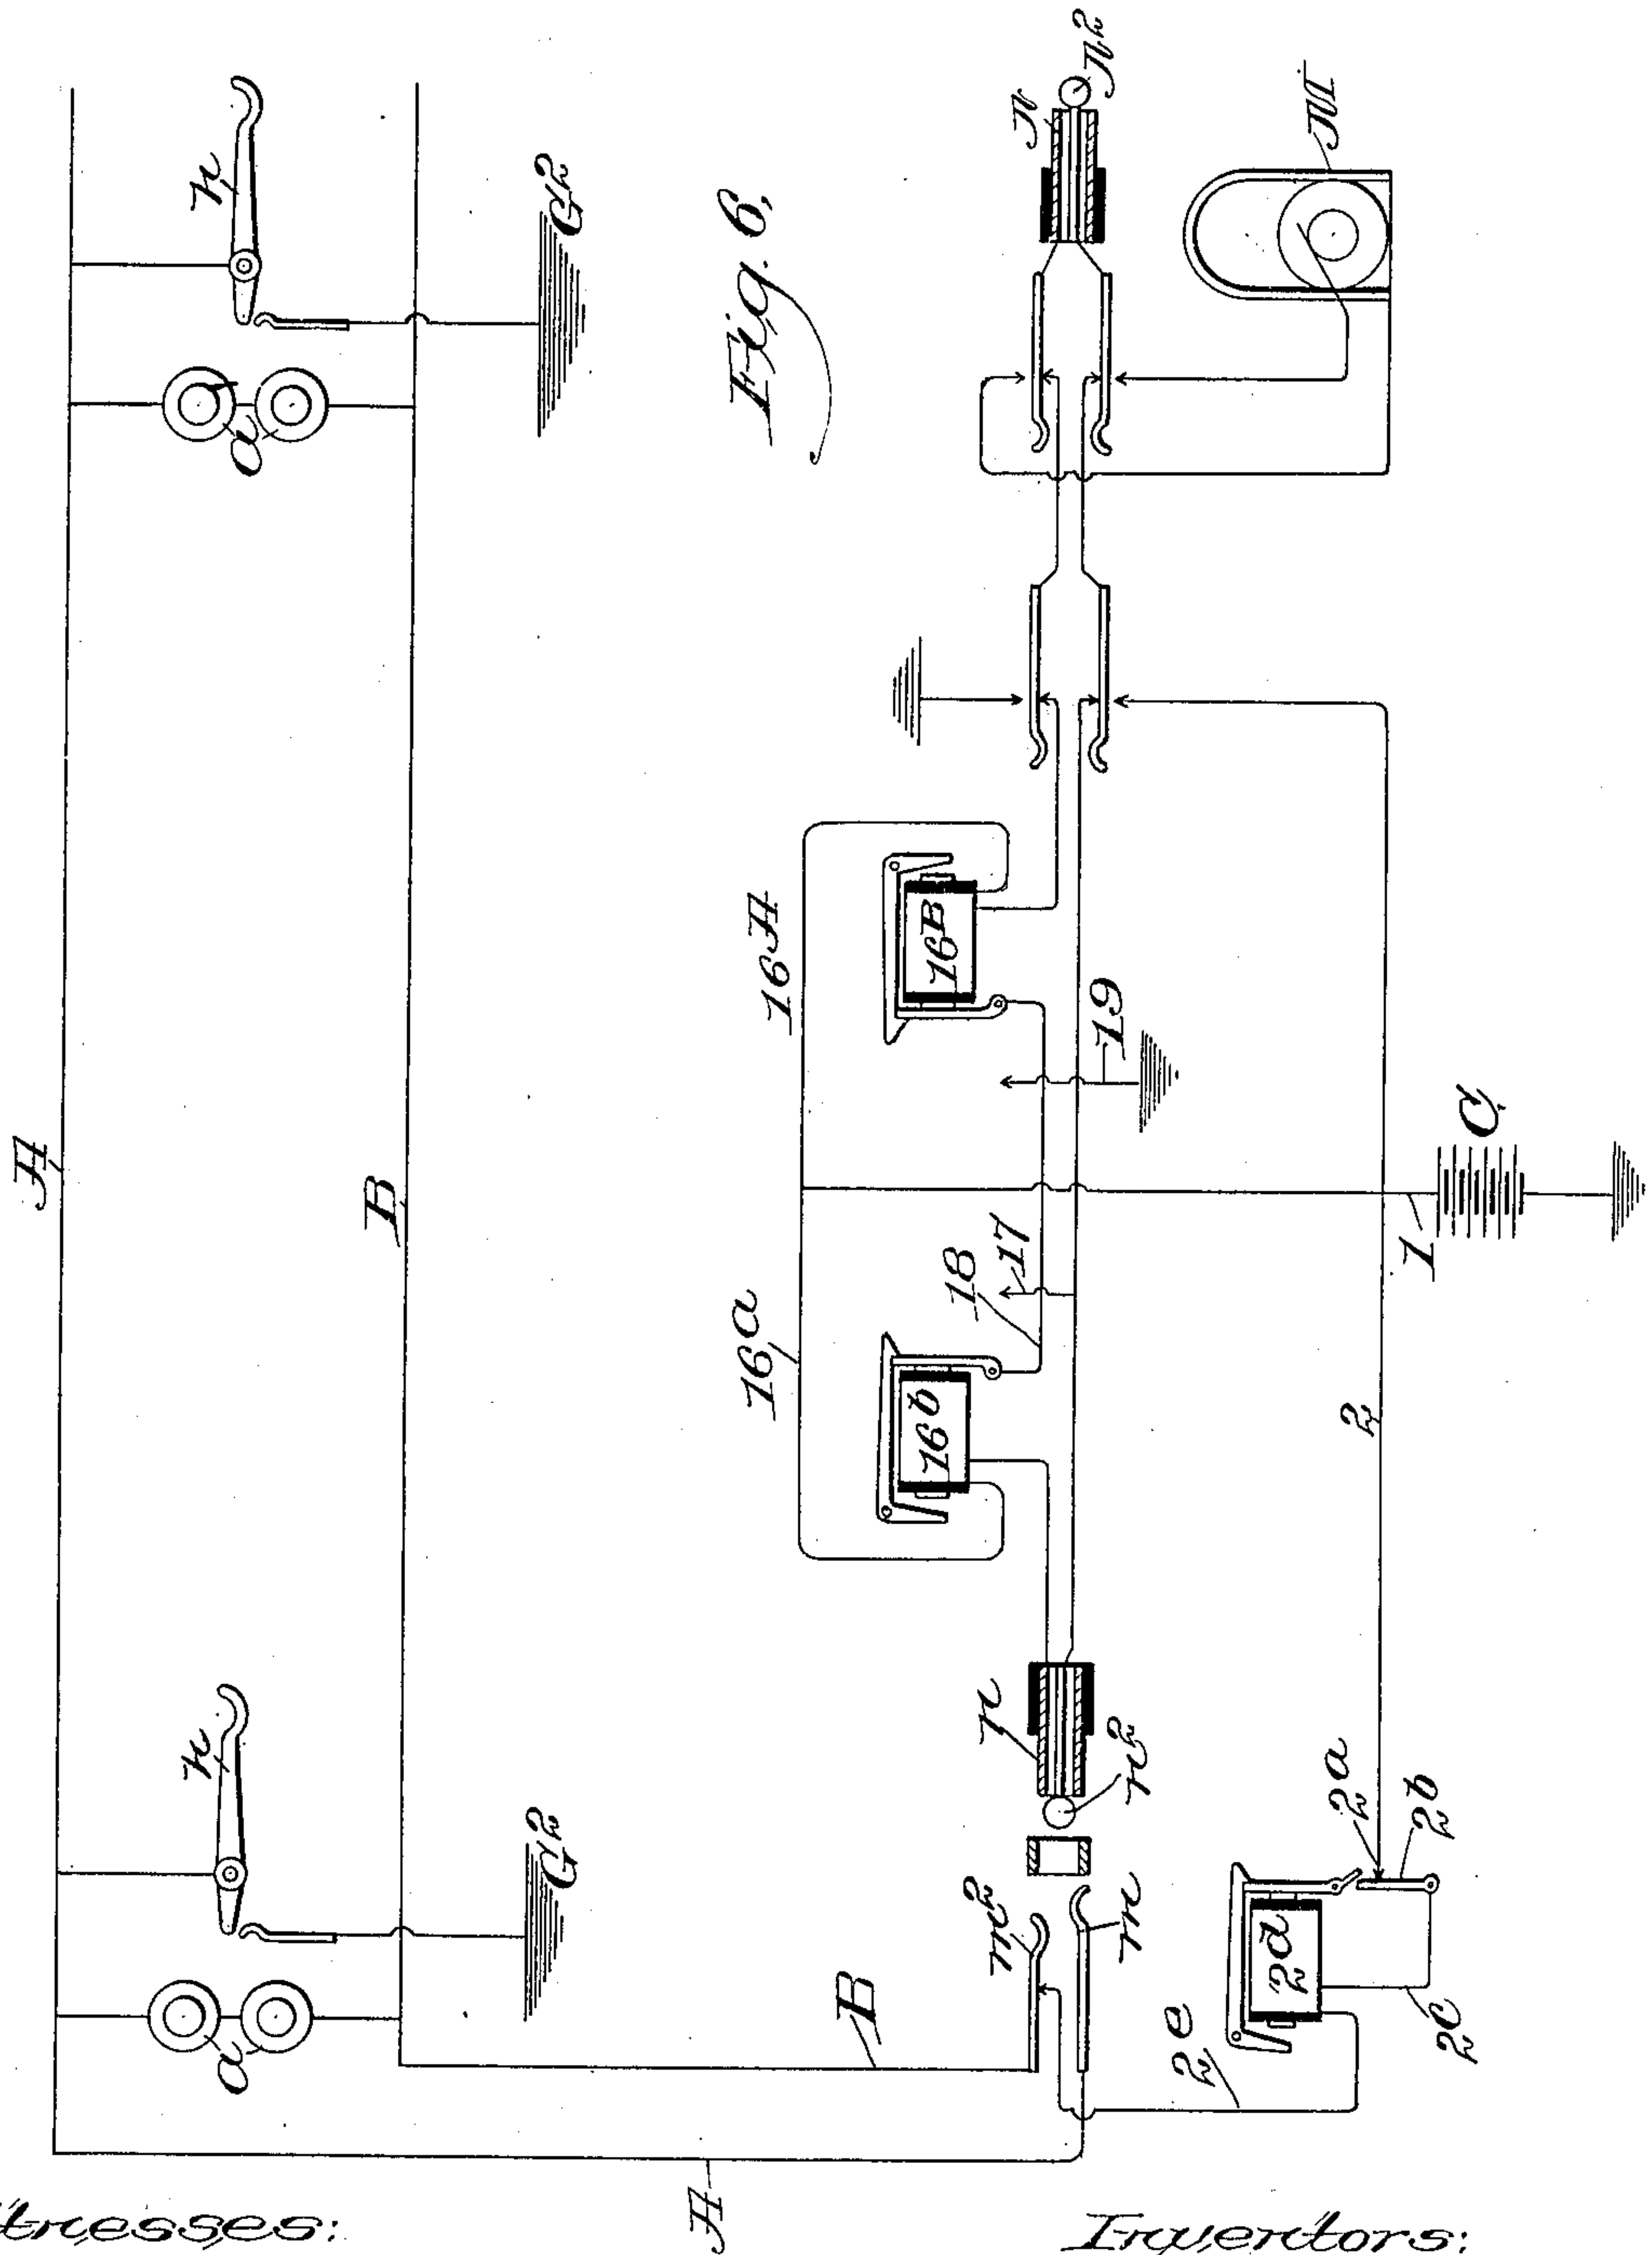 A
h
G2
a
B
h
G2
a
Fig. 6,
B
A
m2
m
n
n2
16a
16b
18
17
16A
16B
19
N
N2
M
1
C
2
2a
2b
2c
2d
2e
tnesses:
Inventors: